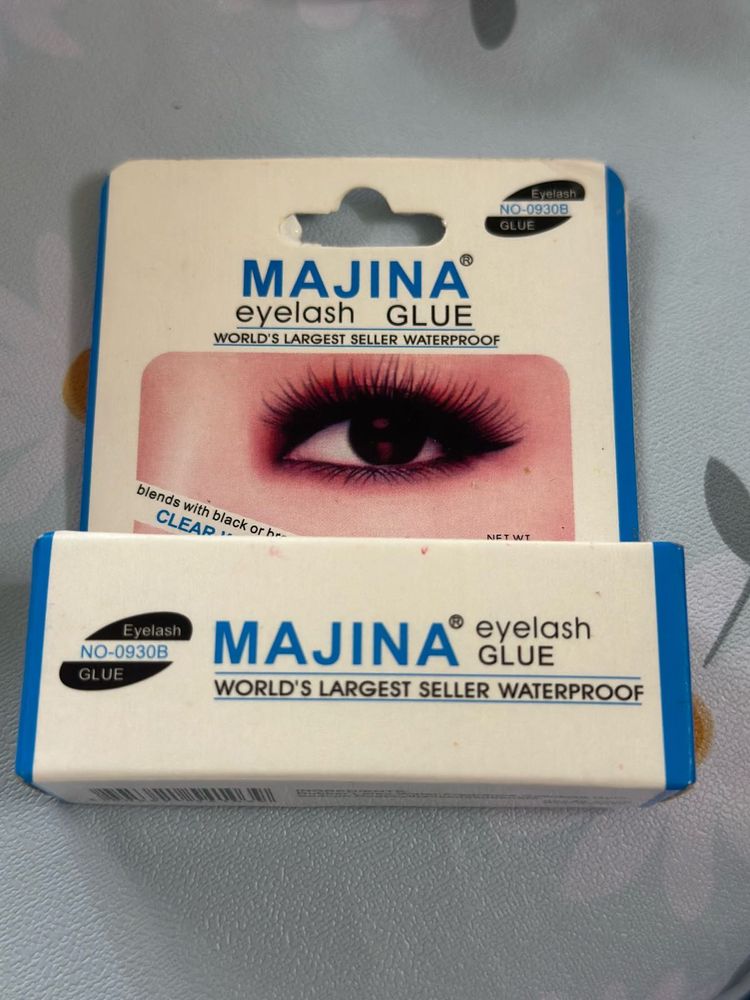 Eyelash
NO-0930B
GLUE
MAJINA®
eyelash GLUE
WORLD'S LARGEST SELLER WATERPROOF
blends with black or
CLEAR
NET WT
Eyelash
NO-0930B
GLUE
MAJINA® eyelash
GLUE
WORLD'S LARGEST SELLER WATERPROOF